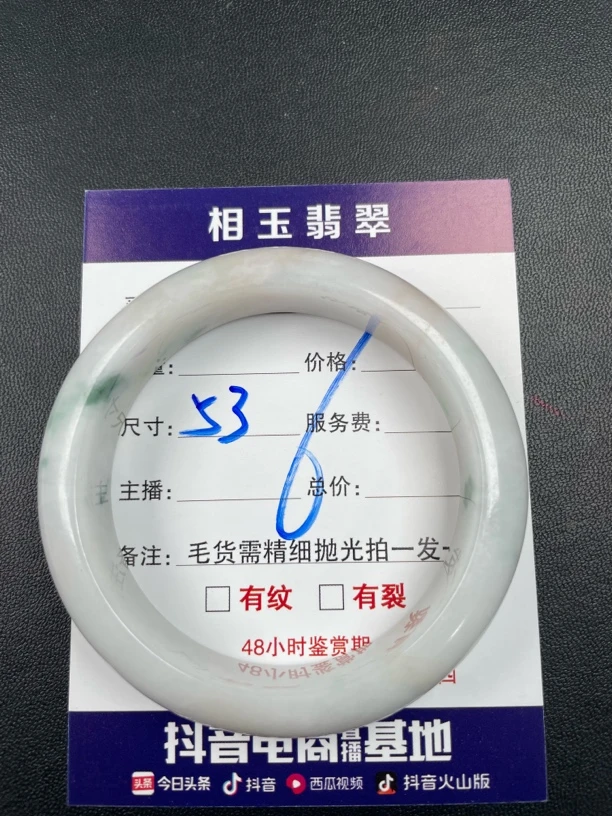 相玉翡翠
价格:
尺寸: 53 服务费:
6
主播: 总价:
备注: 毛货需精细抛光拍一发
□ 有纹 □ 有裂
48小时鉴赏期
抖音电商直播基地
头条 今日头条 抖音 西瓜视频 抖音火山版